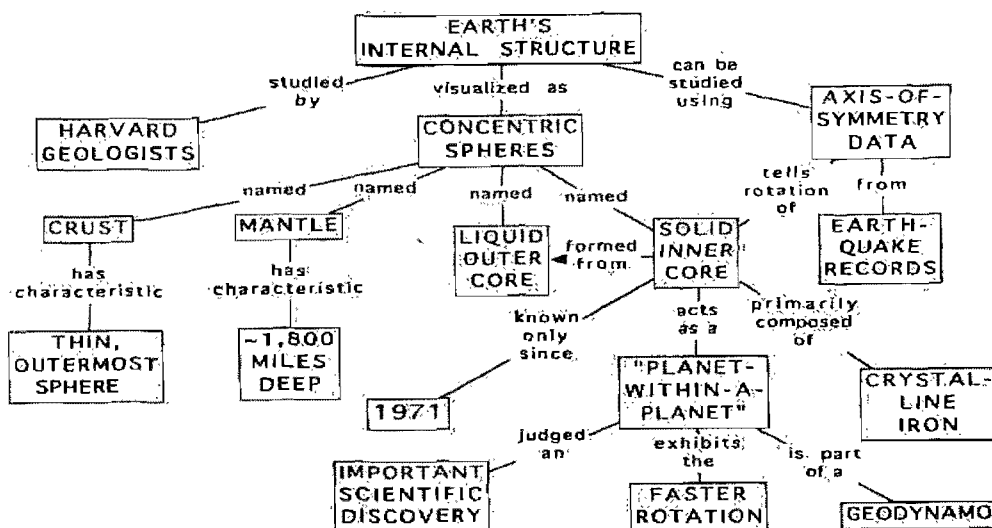 EARTH'S
INTERNAL STRUCTURE
studied
by
visualized as
can be
studied
using
HARVARD
GEOLOGISTS
CONCENTRIC
SPHERES
AXIS-OF-
SYMMETRY
DATA
named
named
named
named
tells
rotation
of
from
CRUST
MANTLE
LIQUID
OUTER
CORE
formed
from
SOLID
INNER
CORE
EARTH-
QUAKE
RECORDS
has
characteristic
has
characteristic
known
only
since
acts
as a
primarily
composed
of
THIN,
OUTERMOST
SPHERE
~1,800
MILES
DEEP
1971
"PLANET-
WITHIN-A-
PLANET"
CRYSTAL-
LINE
IRON
judged
an
exhibits
the
is part
of a
IMPORTANT
SCIENTIFIC
DISCOVERY
FASTER
ROTATION
GEODYNAMO